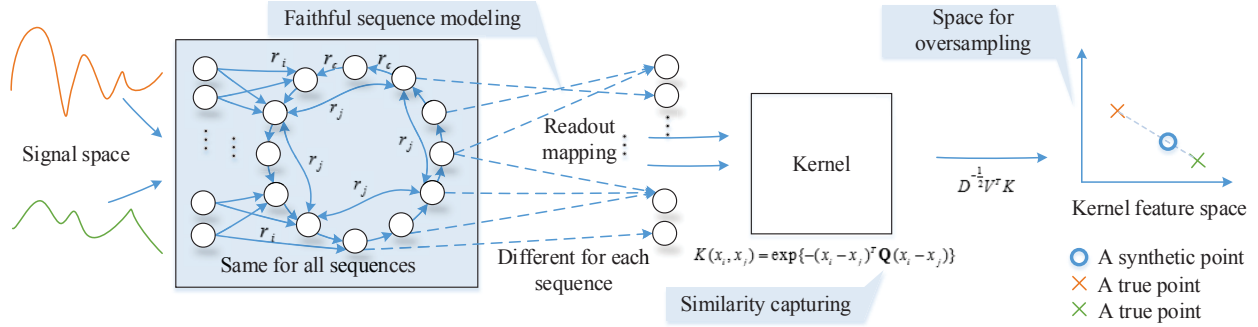 Faithful sequence modeling
Space for
oversampling
r_i
r_c
r_c
r_j
r_j
r_j
r_j
r_i
Signal space
Same for all sequences
Readout
mapping
Different for each
sequence
Kernel
K(x_i, x_j) = exp{-(x_i - x_j)^T Q(x_i - x_j)}
Similarity capturing
D^{-\frac{1}{2}}V^T K
Kernel feature space
A synthetic point
A true point
A true point